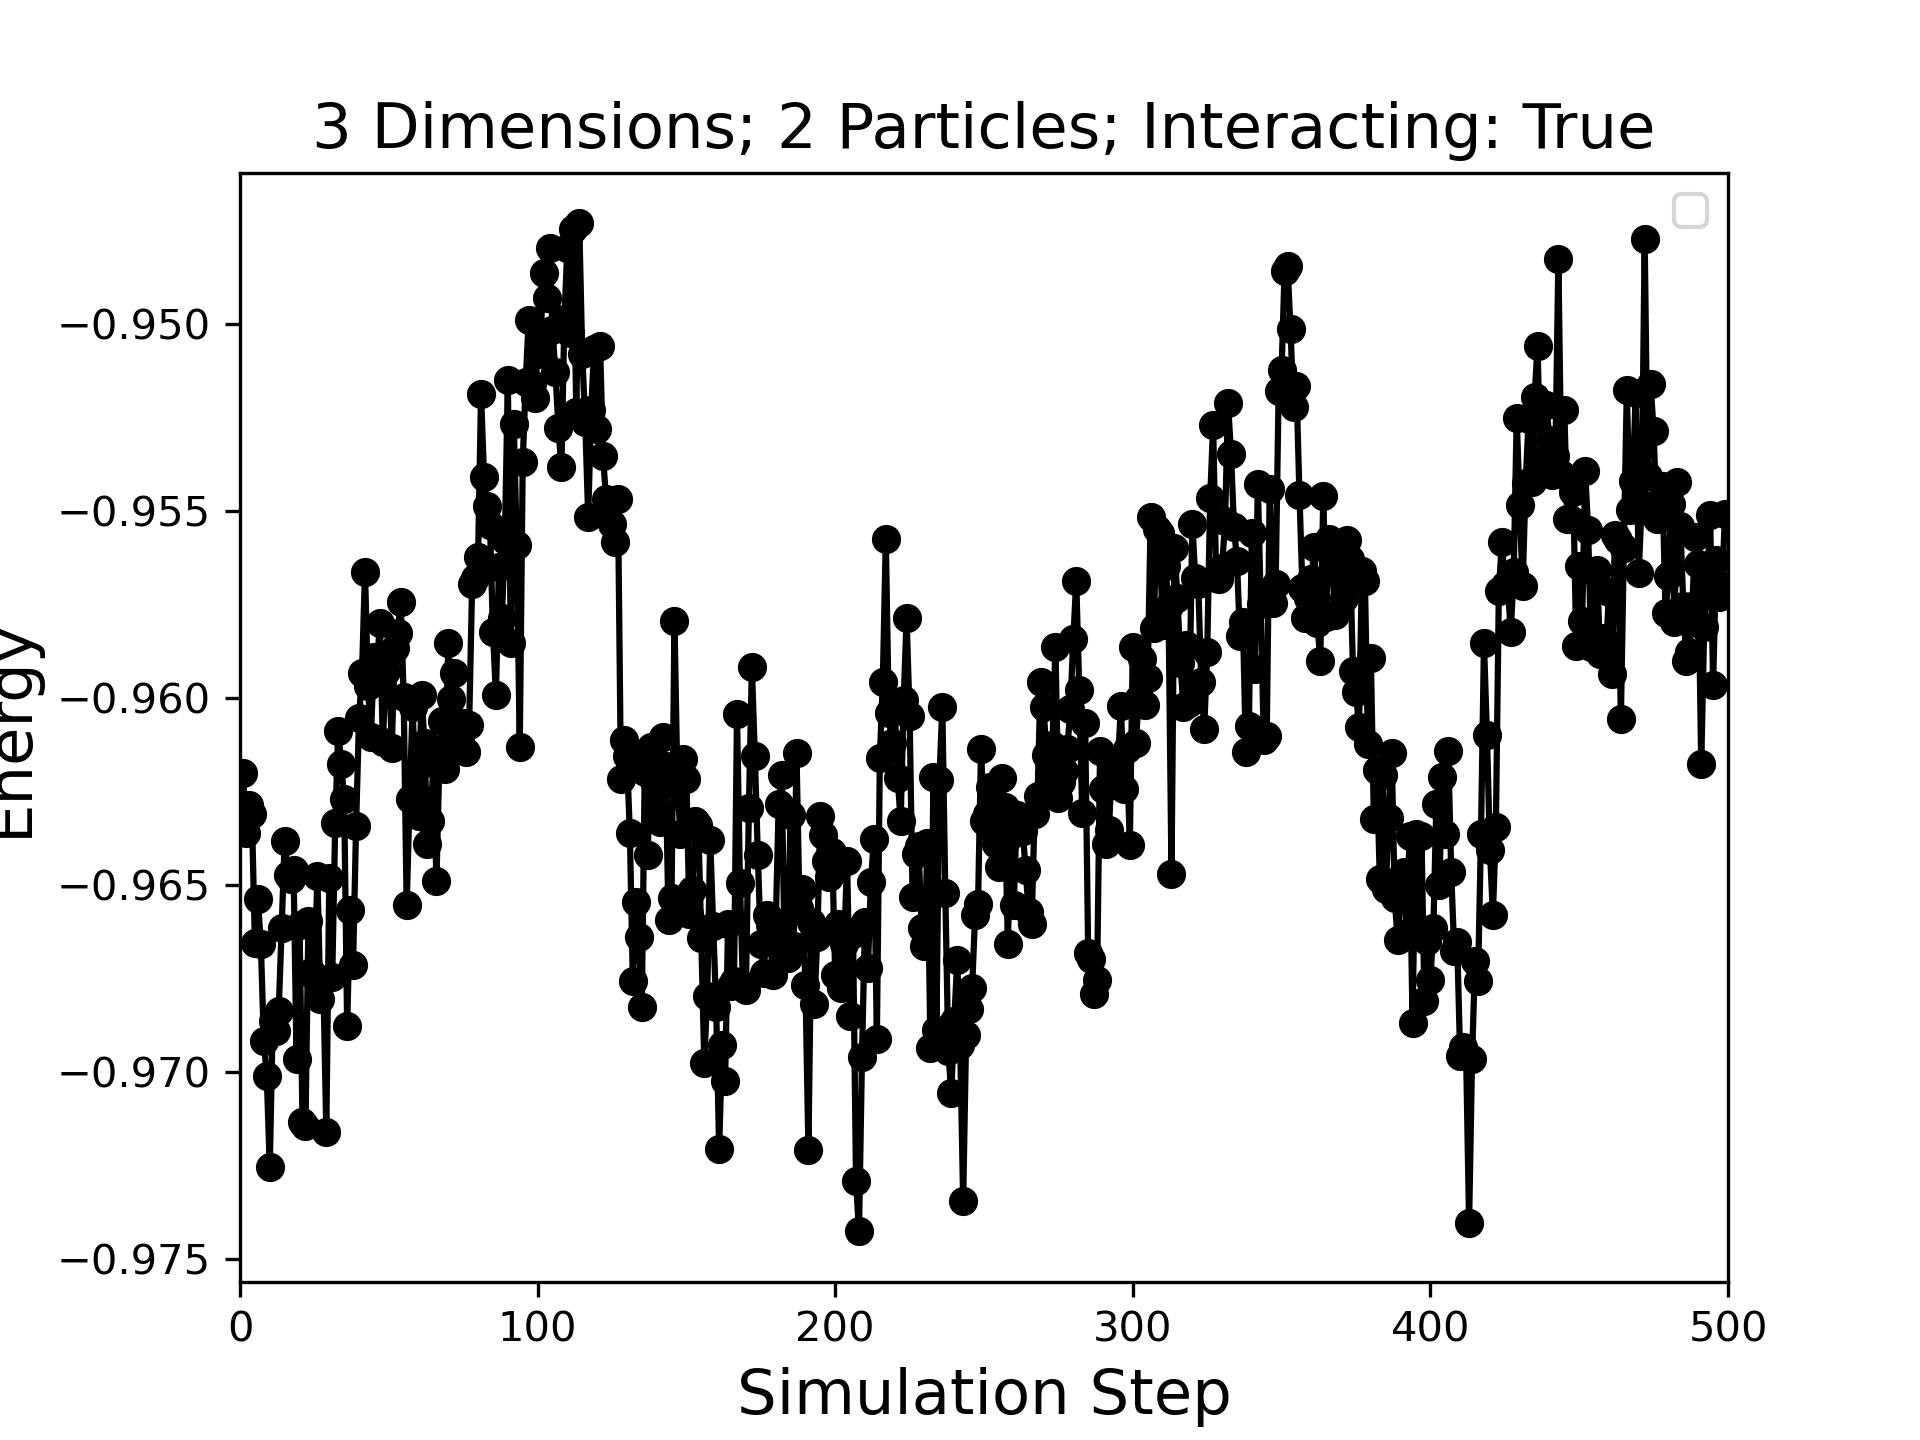 3 Dimensions; 2 Particles; Interacting: True
Energy
−0.950
−0.955
−0.960
−0.965
−0.970
−0.975
0 100 200 300 400 500
Simulation Step